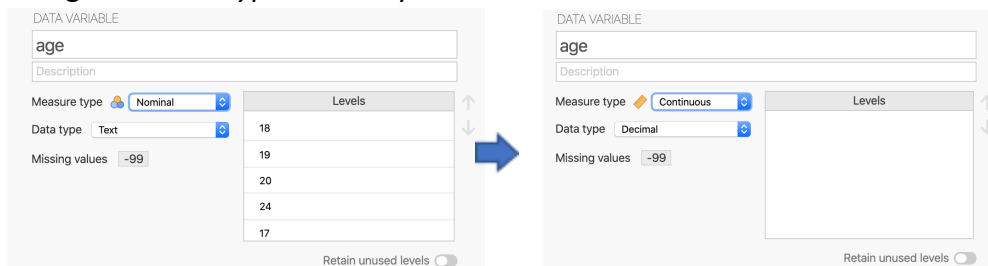 DATA VARIABLE
age
Description
Measure type Nominal
Data type Text
Missing values -99
Levels
18
19
20
24
17
Retain unused levels
DATA VARIABLE
age
Description
Measure type Continuous
Data type Decimal
Missing values -99
Levels
Retain unused levels